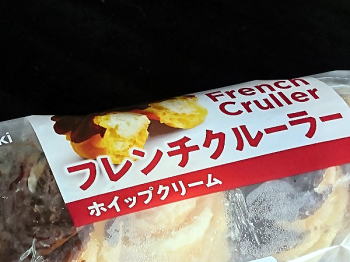 French
Cruller
フレンチクルーラー
ホイップクリーム